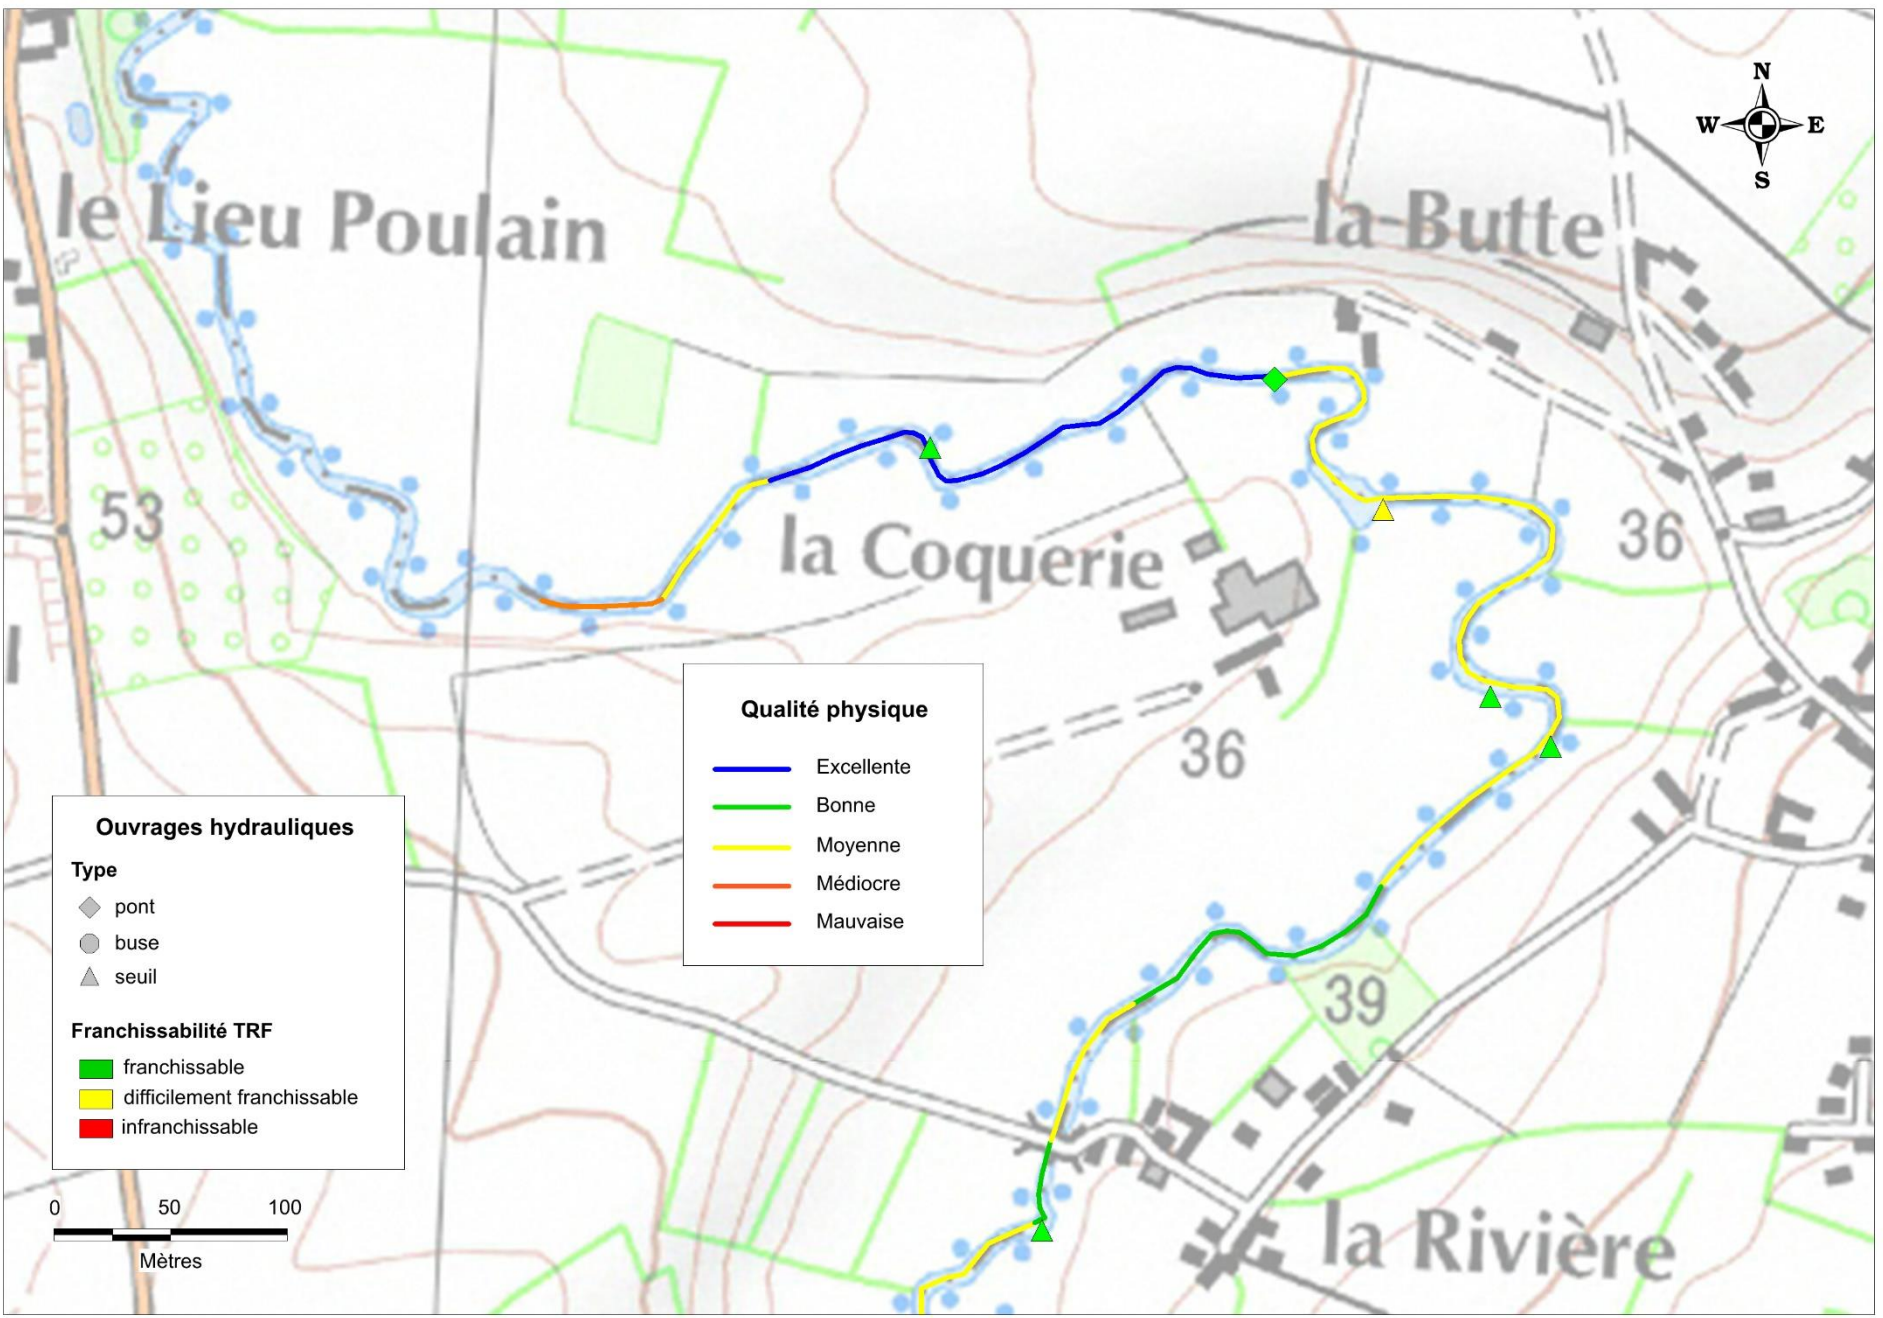 N
W E
S
la Butte
le Lieu Poulain
53
la Coquerie
36
36
Qualité physique
Excellente
Bonne
Moyenne
Médiocre
Mauvaise
Ouvrages hydrauliques
Type
pont
buse
seuil
Franchissabilité TRF
franchissable
difficilement franchissable
infranchissable
39
0 50 100
Mètres
la Rivière